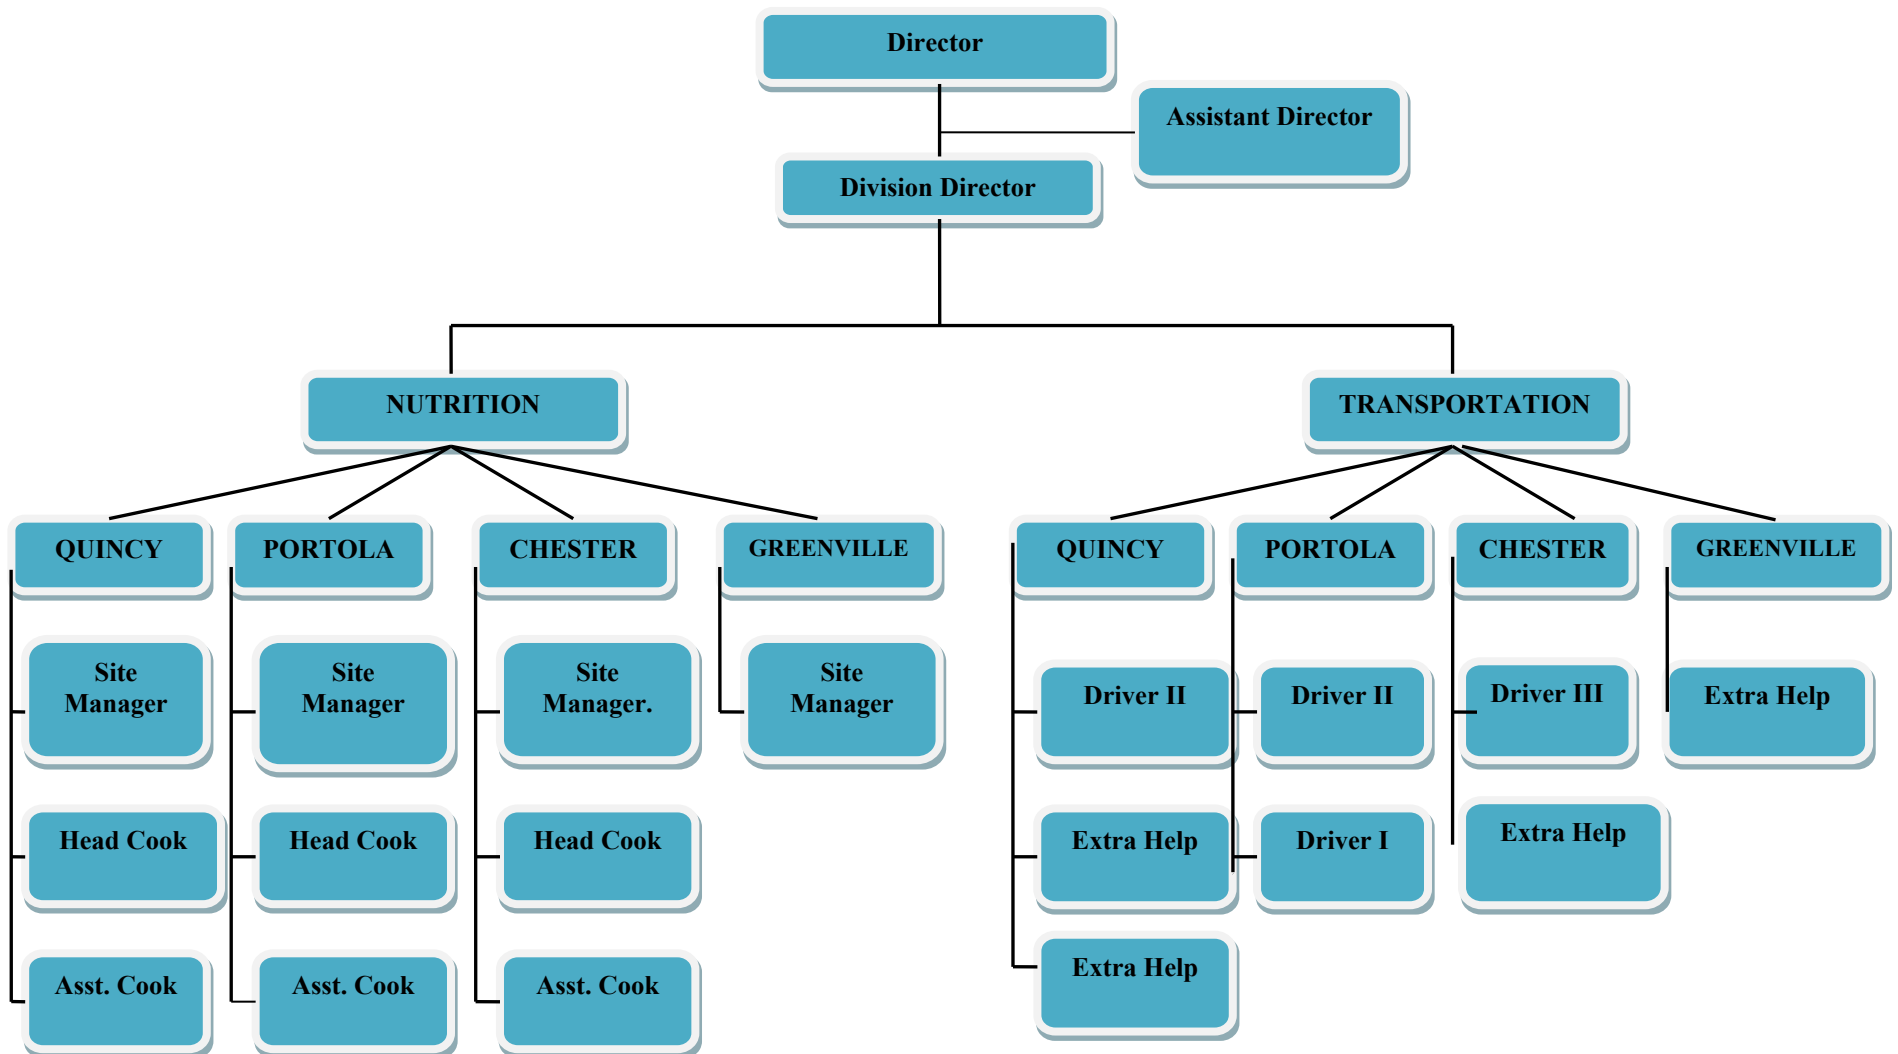 Director
Assistant Director
Division Director
NUTRITION
TRANSPORTATION
QUINCY
PORTOLA
CHESTER
GREENVILLE
QUINCY
PORTOLA
CHESTER
GREENVILLE
Site
Manager
Site
Manager
Site
Manager.
Site
Manager
Driver II
Driver II
Driver III
Extra Help
Head Cook
Head Cook
Head Cook
Extra Help
Driver I
Extra Help
Asst. Cook
Asst. Cook
Asst. Cook
Extra Help